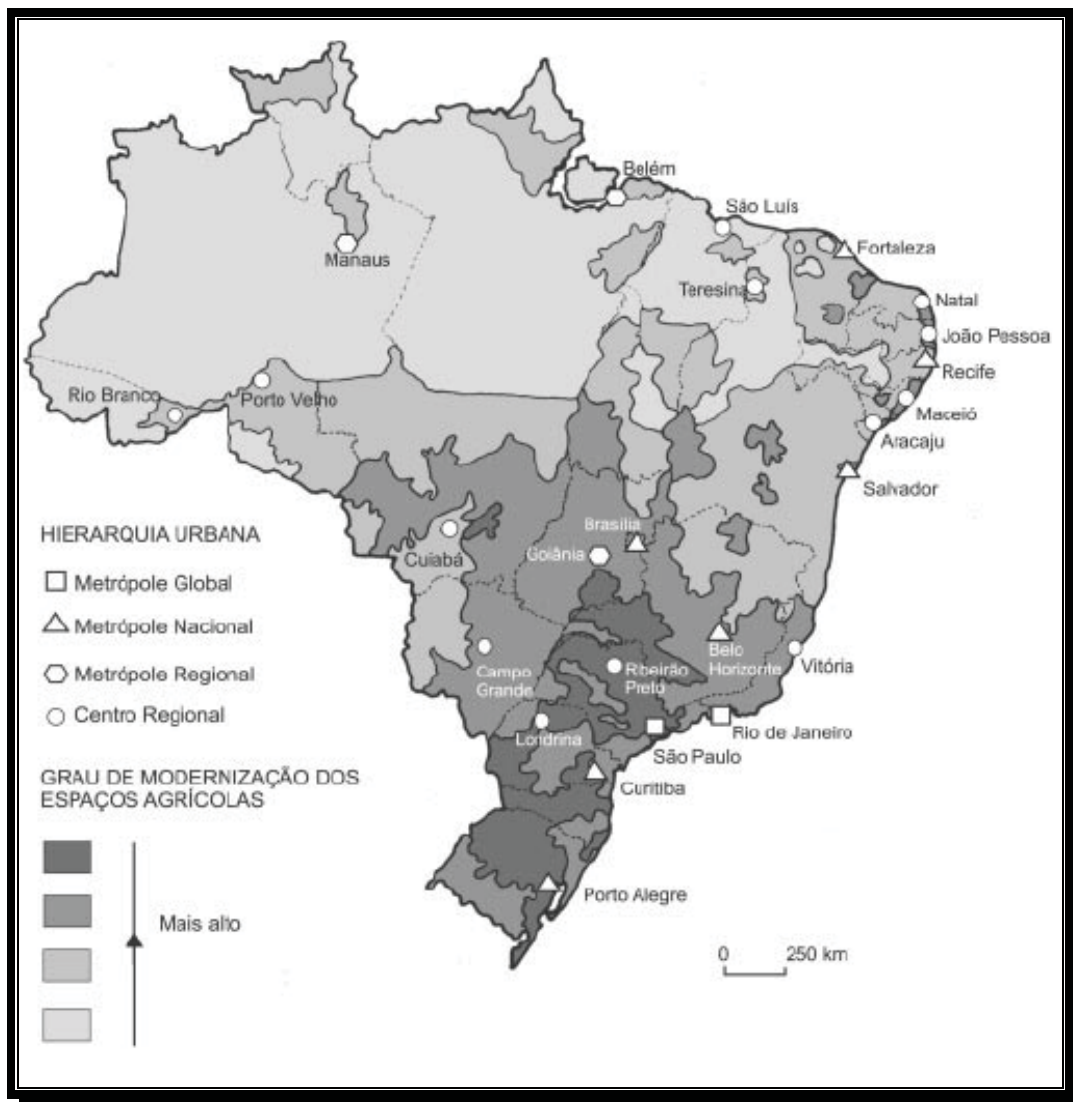 Belém
São Luís
Fortaleza
Manaus
Teresina
Natal
João Pessoa
Recife
Rio Branco
Porto Velho
Maceió
Aracaju
Salvador
HIERARQUIA URBANA
Brasília
Goiânia
Cuiabá
Metrópole Global
Metrópole Nacional
Belo
Horizonte
Vitória
Metrópole Regional
Campo
Grande
Ribeirão
Preto
Centro Regional
Londrina
Rio de Janeiro
São Paulo
GRAU DE MODERNIZAÇÃO DOS
ESPAÇOS AGRÍCOLAS
Curitiba
Porto Alegre
Mais alto
0 250 km